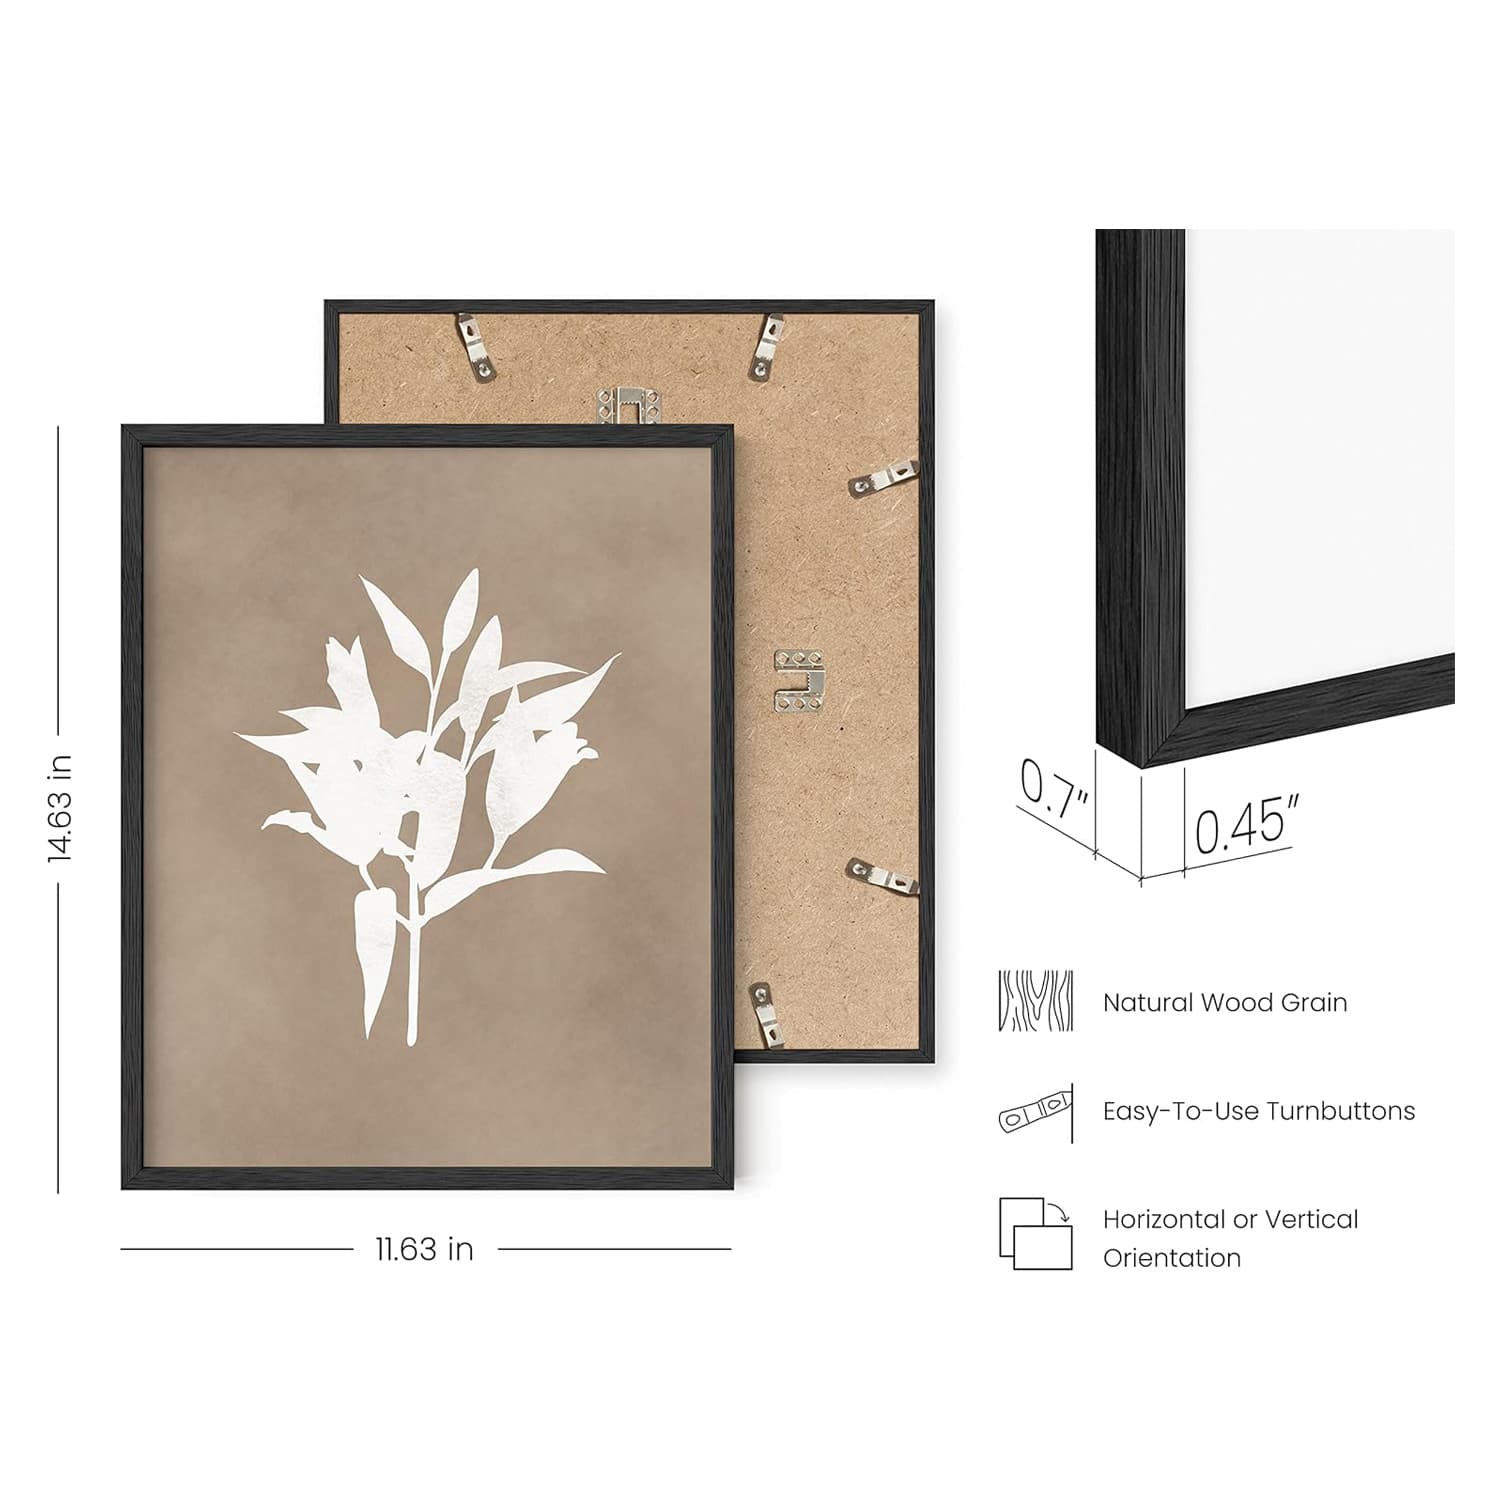 14.63 in
11.63 in
0.7"
0.45"
Natural Wood Grain
Easy-To-Use Turnbuttons
Horizontal or Vertical
Orientation